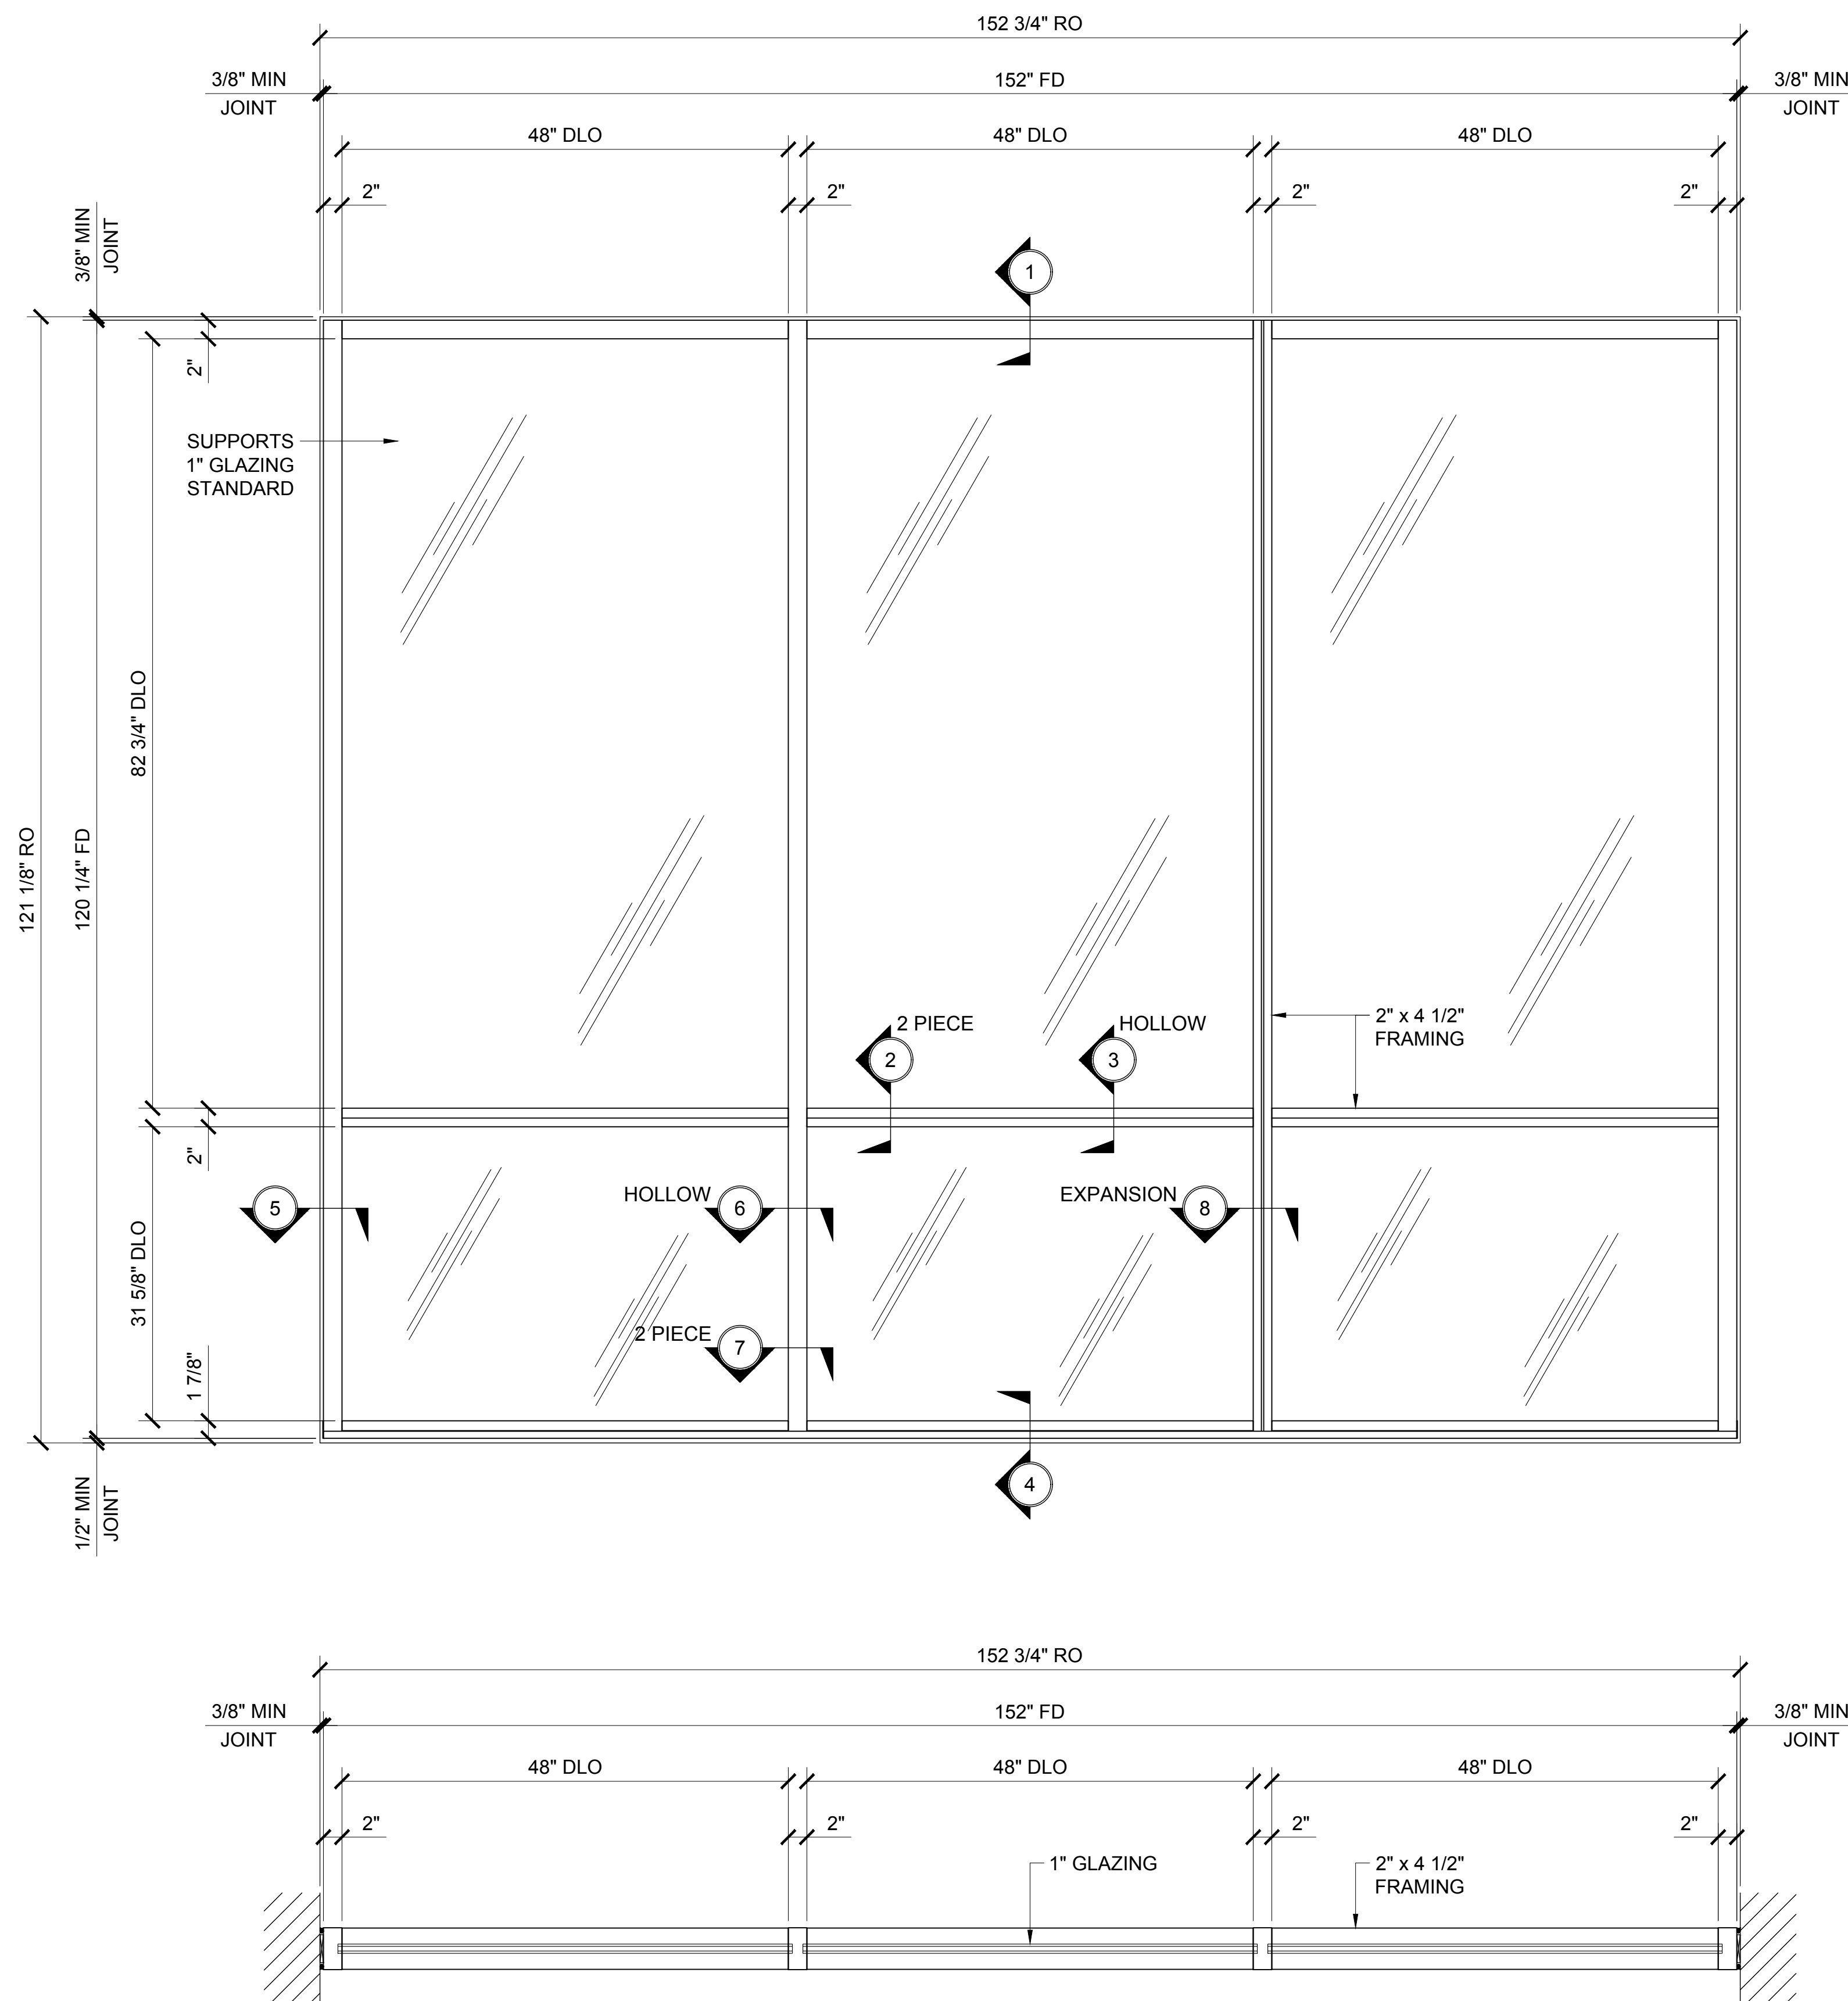 152 3/4" RO
3/8" MIN
JOINT
152" FD
3/8" MIN
JOINT
48" DLO
48" DLO
48" DLO
2"
2"
2"
2"
3/8" MIN
JOINT
1
2"
SUPPORTS
1" GLAZING
STANDARD
82 3/4" DLO
121 1/8" RO
120 1/4" FD
2 PIECE
2
HOLLOW
3
2" x 4 1/2"
FRAMING
2"
5
HOLLOW
6
EXPANSION
8
31 5/8" DLO
2 PIECE
7
1 7/8"
4
1/2" MIN
JOINT
152 3/4" RO
3/8" MIN
JOINT
152" FD
3/8" MIN
JOINT
48" DLO
48" DLO
48" DLO
2"
2"
2"
2"
1" GLAZING
2" x 4 1/2"
FRAMING